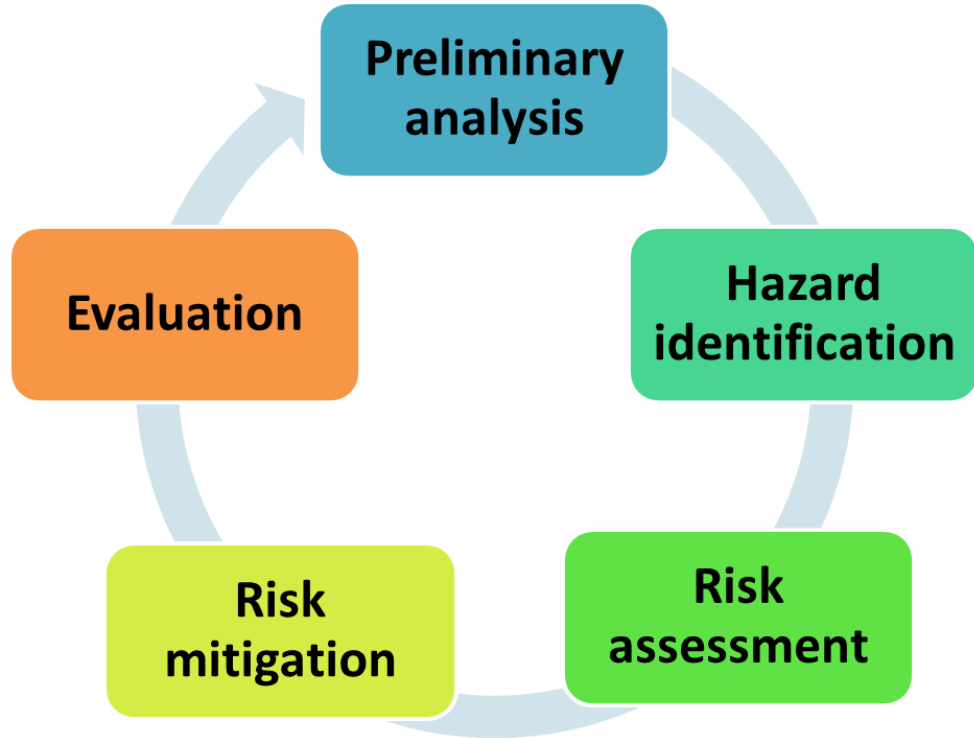 Preliminary
analysis
Hazard
identification
Risk
assessment
Risk
mitigation
Evaluation